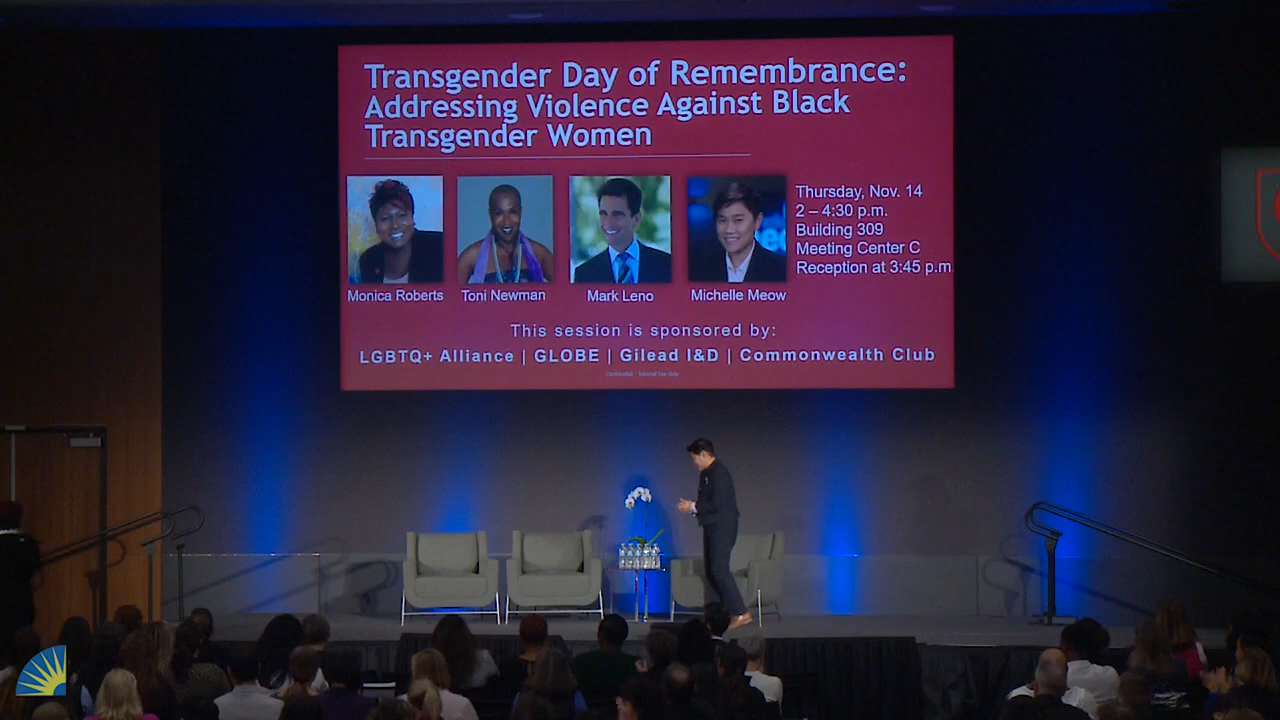 Transgender Day of Remembrance:
Addressing Violence Against Black
Transgender Women
Thursday, Nov. 14
2 – 4:30 p.m.
Building 309
Meeting Center C
Reception at 3:45 p.m
Monica Roberts
Toni Newman
Mark Leno
Michelle Meow
This session is sponsored by:
LGBTQ+ Alliance | GLOBE | Gilead I&D | Commonwealth Club